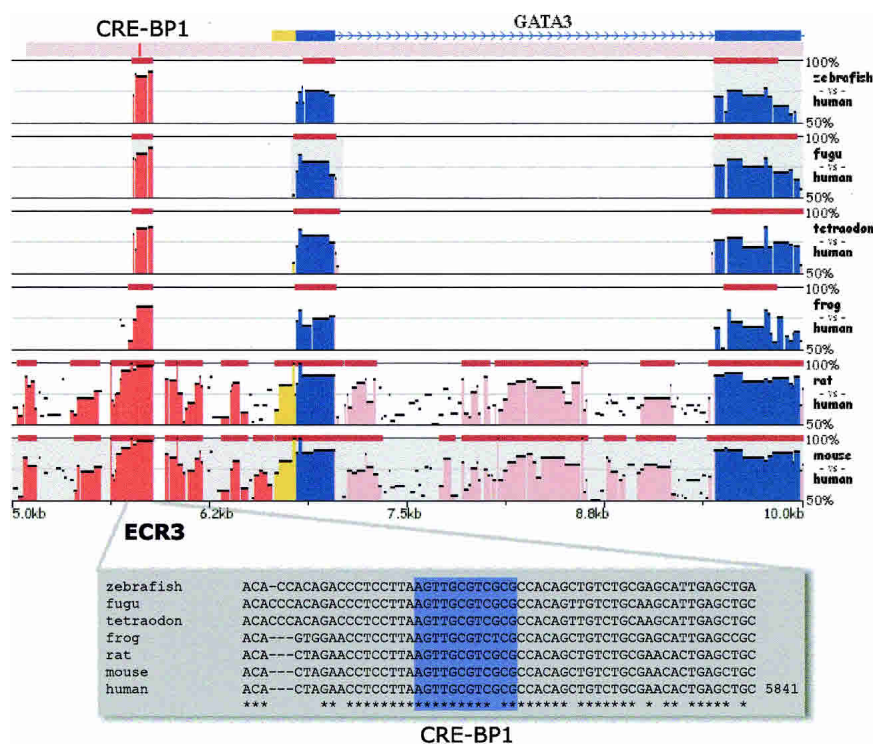 GATA3
CRE-BP1
100%
zebrafish
- vs -
human
50%
100%
fugu
- vs -
human
50%
100%
tetraodon
- vs -
human
50%
100%
frog
- vs -
human
50%
100%
rat
- vs -
human
50%
100%
mouse
- vs -
human
50%
5.0kb 6.2kb 7.5kb 8.8kb 10.0kb
ECR3
zebrafish ACA-CCACAGACCCTCCTTAAGTTGCGTCGCGCCACAGCTGTCTGCGAGCATTGAGCTGA
fugu ACACCCACAGACCCTCCTTAAGTTGCGTCGCGCCACAGTTGTCTGCAAGCATTGAGCTGC
tetraodon ACACCCACAGACCCTCCTTAAGTTGCGTCGCGCCACAGCTGTCTGCAAGCATTGAGCTGC
frog ACA---GTGGAACCTCCTTAAGTTGCGTCTCGCCACAGCTGTCTGCGAGCATTGAGCCGC
rat ACA---CTAGAACCTCCTTAAGTTGCGTCGCGCCACAGCTGTCTGCGAACACTGAGCTGC
mouse ACA---CTAGAACCTCCTTAAGTTGCGTCGCGCCACAGCTGTCTGCGAACACTGAGCTGC
human ACA---CTAGAACCTCCTTAAGTTGCGTCGCGCCACAGCTGTCTGCGAACACTGAGCTGC 5841
*** ** ***************** ******** ******* * ** ***** *
CRE-BP1